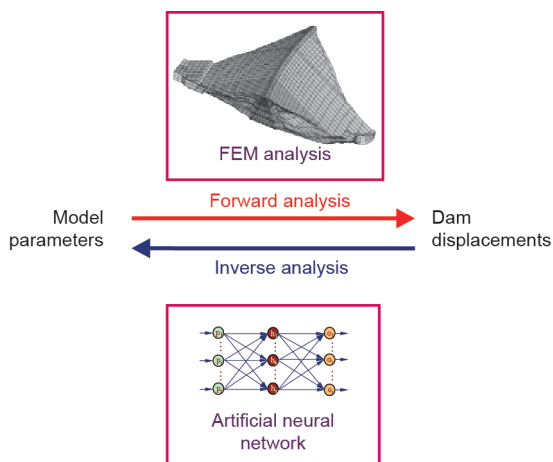 FEM analysis
Forward analysis
Model
parameters
Dam
displacements
Inverse analysis
Artificial neural
network